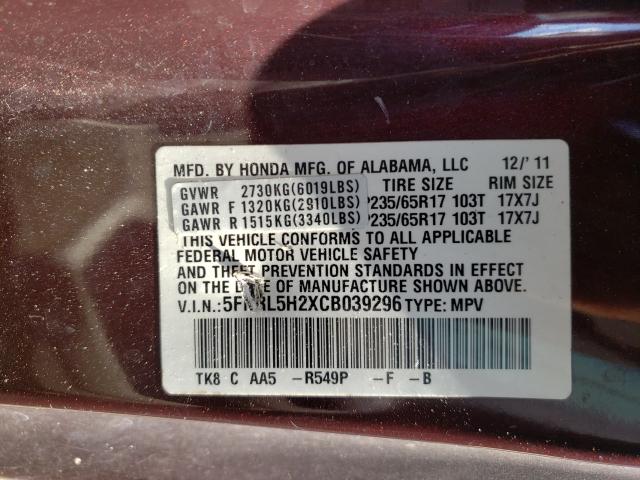 MFD. BY HONDA MFG. OF ALABAMA, LLC 12/'11
GVWR 2730KG(6019LBS) TIRE SIZE RIM SIZE
GAWR F 1320KG(2910LBS) P235/65R17 103T 17X7J
GAWR R 1515KG(3340LBS) P235/65R17 103T 17X7J
THIS VEHICLE CONFORMS TO ALL APPLICABLE
FEDERAL MOTOR VEHICLE SAFETY
AND THEFT PREVENTION STANDARDS IN EFFECT
ON THE DATE OF MANUFACTURE SHOWN ABOVE.
V.I.N.: TYPE: MPV
TK8 C AA5 -R549P -F -B